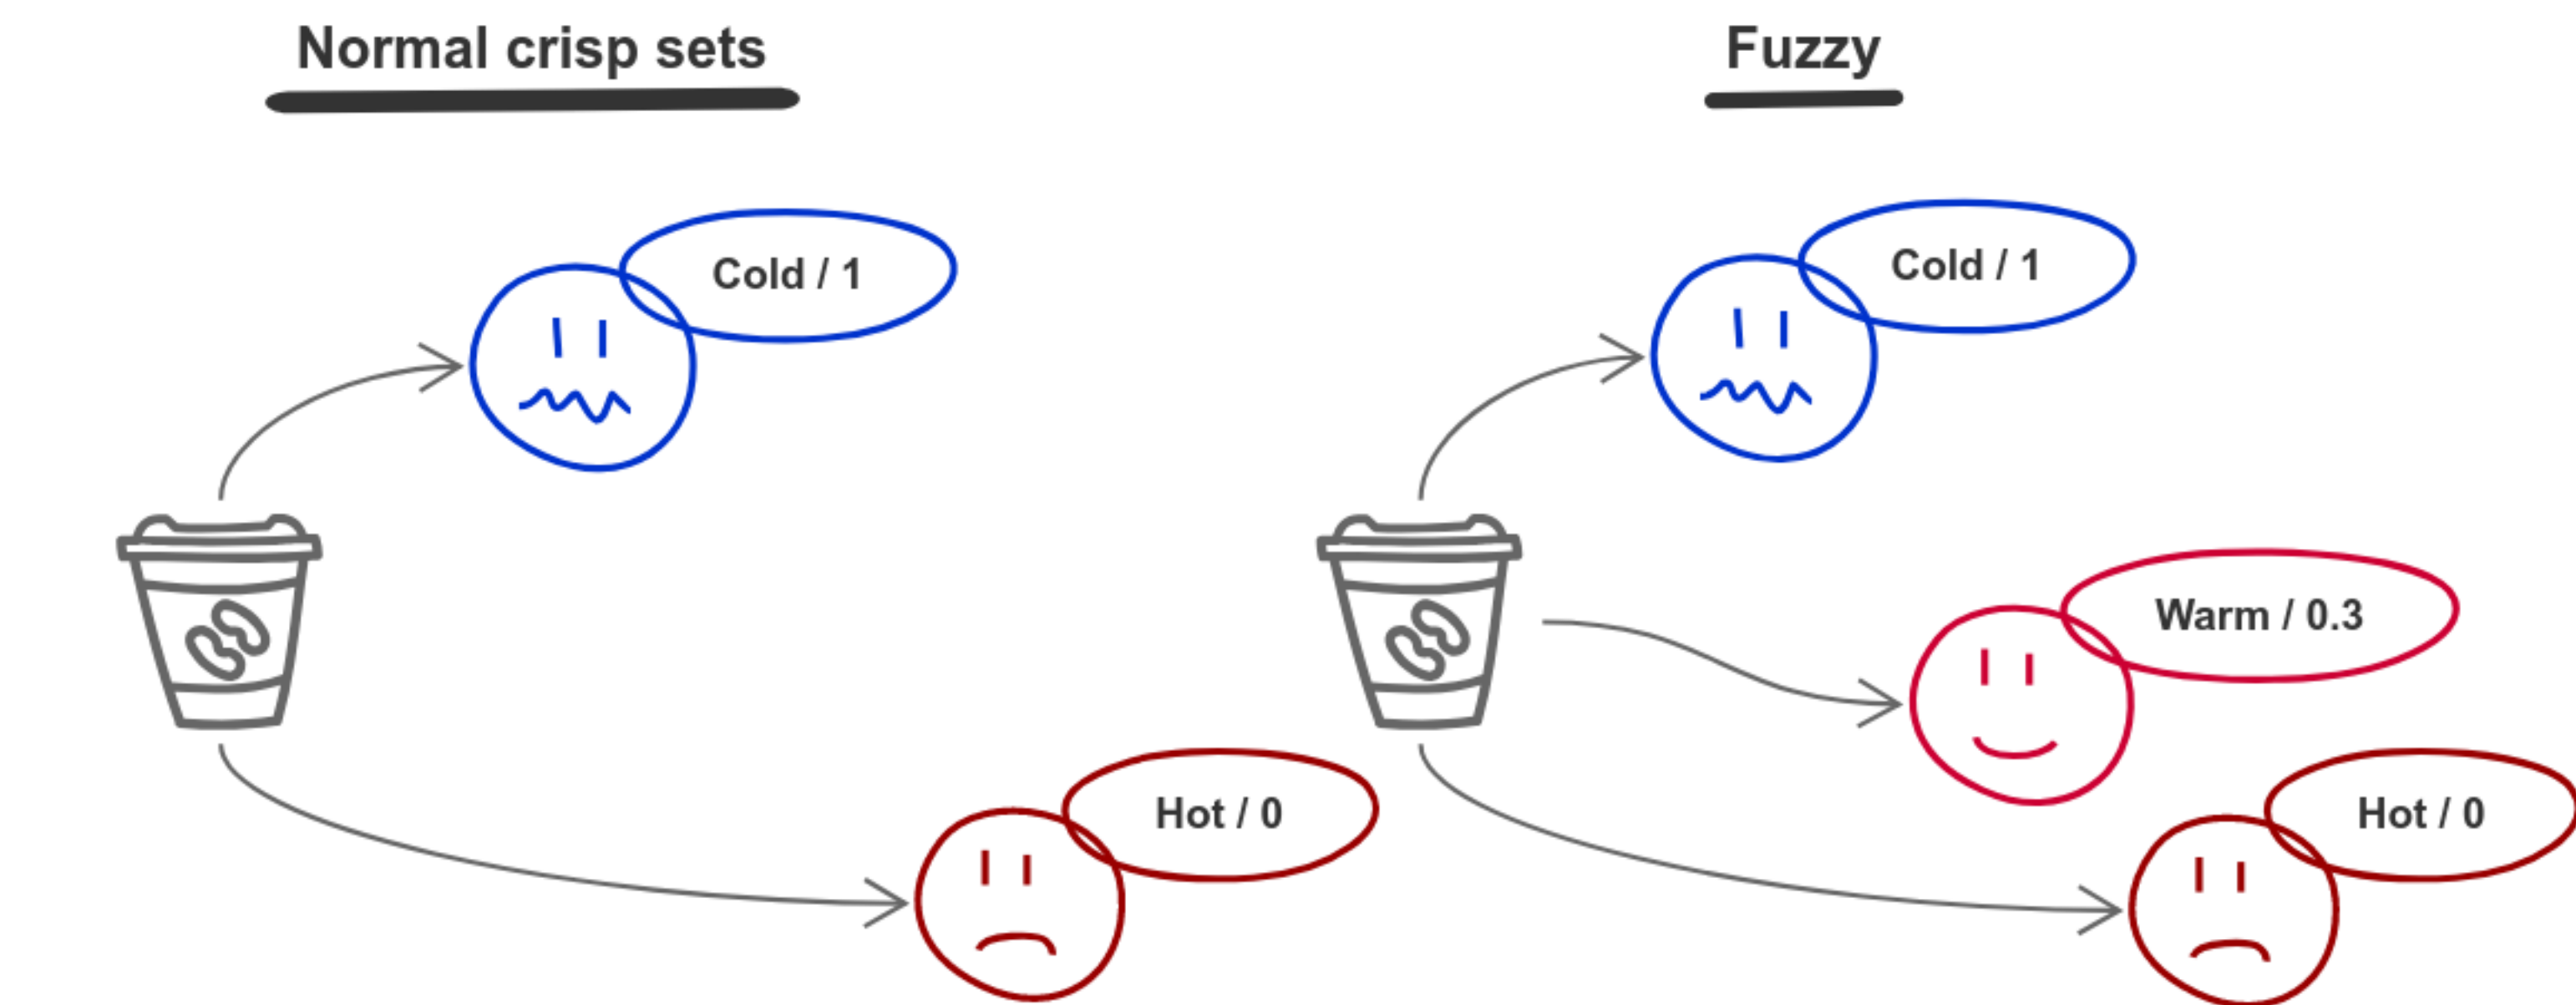 Normal crisp sets
Fuzzy
Cold / 1
Cold / 1
Warm / 0.3
Hot / 0
Hot / 0